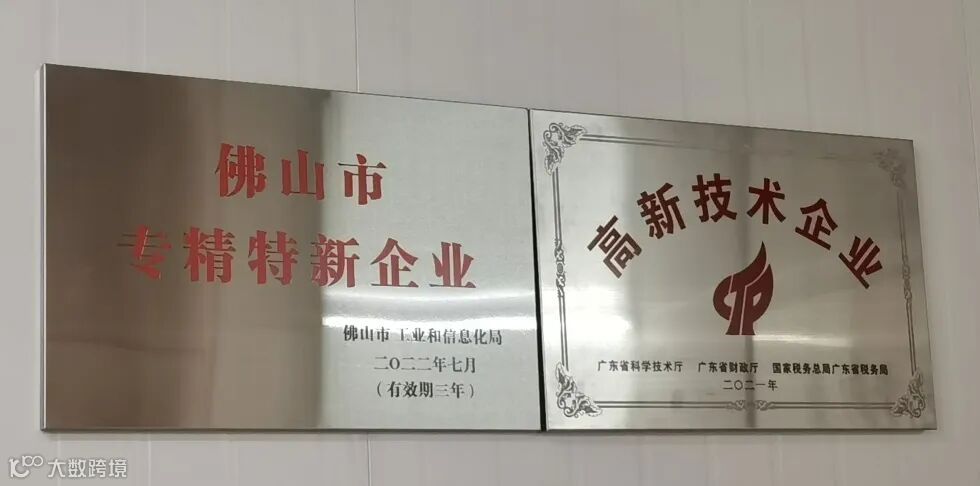 佛山市
专精特新企业
佛山市工业和信息化局
二〇二二年七月
（有效期三年）
高新技术企业
广东省科学技术厅 广东省财政厅 国家税务总局广东省税务局
二〇二一年
大数跨境